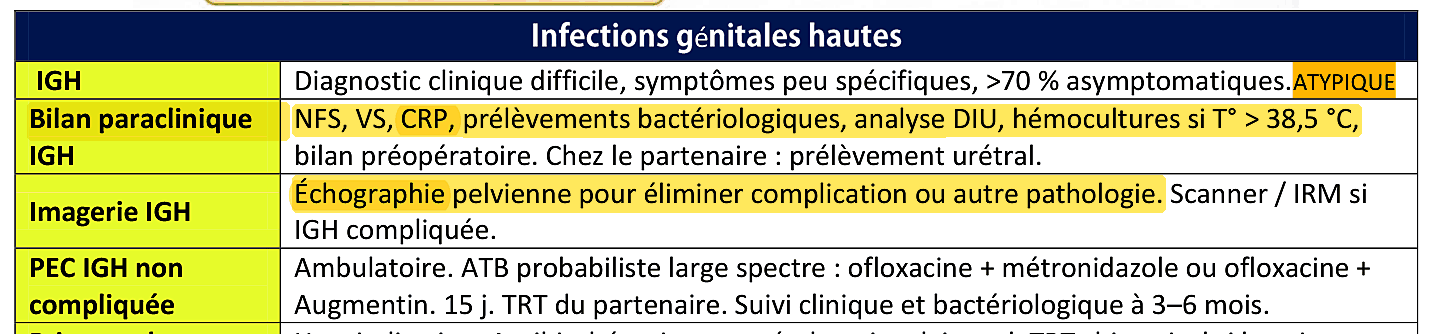 Infections génitales hautes
IGH
Diagnostic clinique difficile, symptômes peu spécifiques, >70 % asymptomatiques. ATYPIQUE
Bilan paraclinique
IGH
NFS, VS, CRP, prélèvements bactériologiques, analyse DIU, hémocultures si T° > 38,5 °C,
bilan préopératoire. Chez le partenaire : prélèvement urétral.
Imagerie IGH
Échographie pelvienne pour éliminer complication ou autre pathologie. Scanner / IRM si
IGH compliquée.
PEC IGH non
compliquée
Ambulatoire. ATB probabiliste large spectre : ofloxacine + métronidazole ou ofloxacine +
Augmentin. 15 j. TRT du partenaire. Suivi clinique et bactériologique à 3–6 mois.